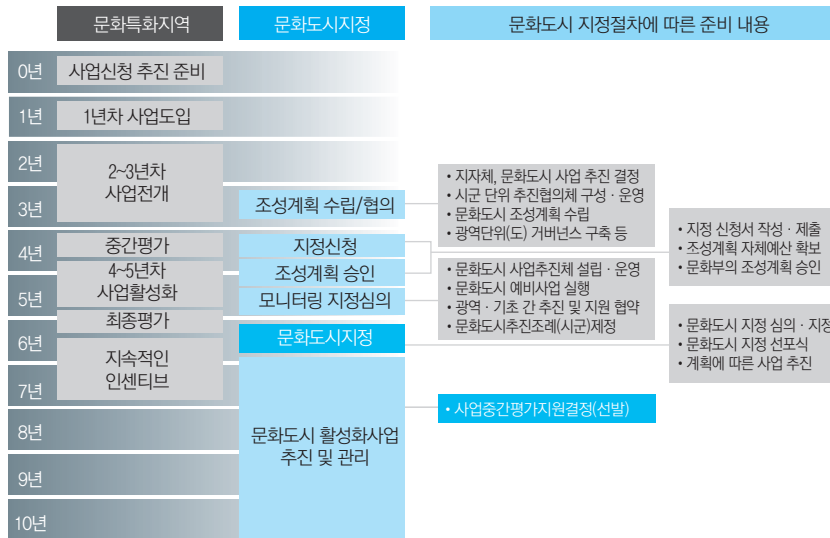 문화특화지역
문화도시지정
문화도시 지정절차에 따른 준비 내용
0년
사업신청 추진 준비
1년
1년차 사업도입
2년
2~3년차
사업전개
3년
조성계획 수립/협의
• 지자체, 문화도시 사업 추진 결정
• 시군 단위 추진협의체 구성 · 운영
• 문화도시 조성계획 수립
• 광역단위(도) 거버넌스 구축 등
4년
중간평가
지정신청
• 지정 신청서 작성 · 제출
• 조성계획 자체예산 확보
• 문화부의 조성계획 승인
4~5년차
사업활성화
조성계획 승인
5년
모니터링 지정심의
• 문화도시 사업추진체 설립 · 운영
• 문화도시 예비사업 실행
• 광역 · 기초 간 추진 및 지원 협약
• 문화도시추진조례(시군)제정
최종평가
6년
문화도시지정
• 문화도시 지정 심의 · 지정
• 문화도시 지정 선포식
• 계획에 따른 사업 추진
지속적인
인센티브
7년
• 사업중간평가지원결정(선발)
8년
문화도시 활성화사업
추진 및 관리
9년
10년